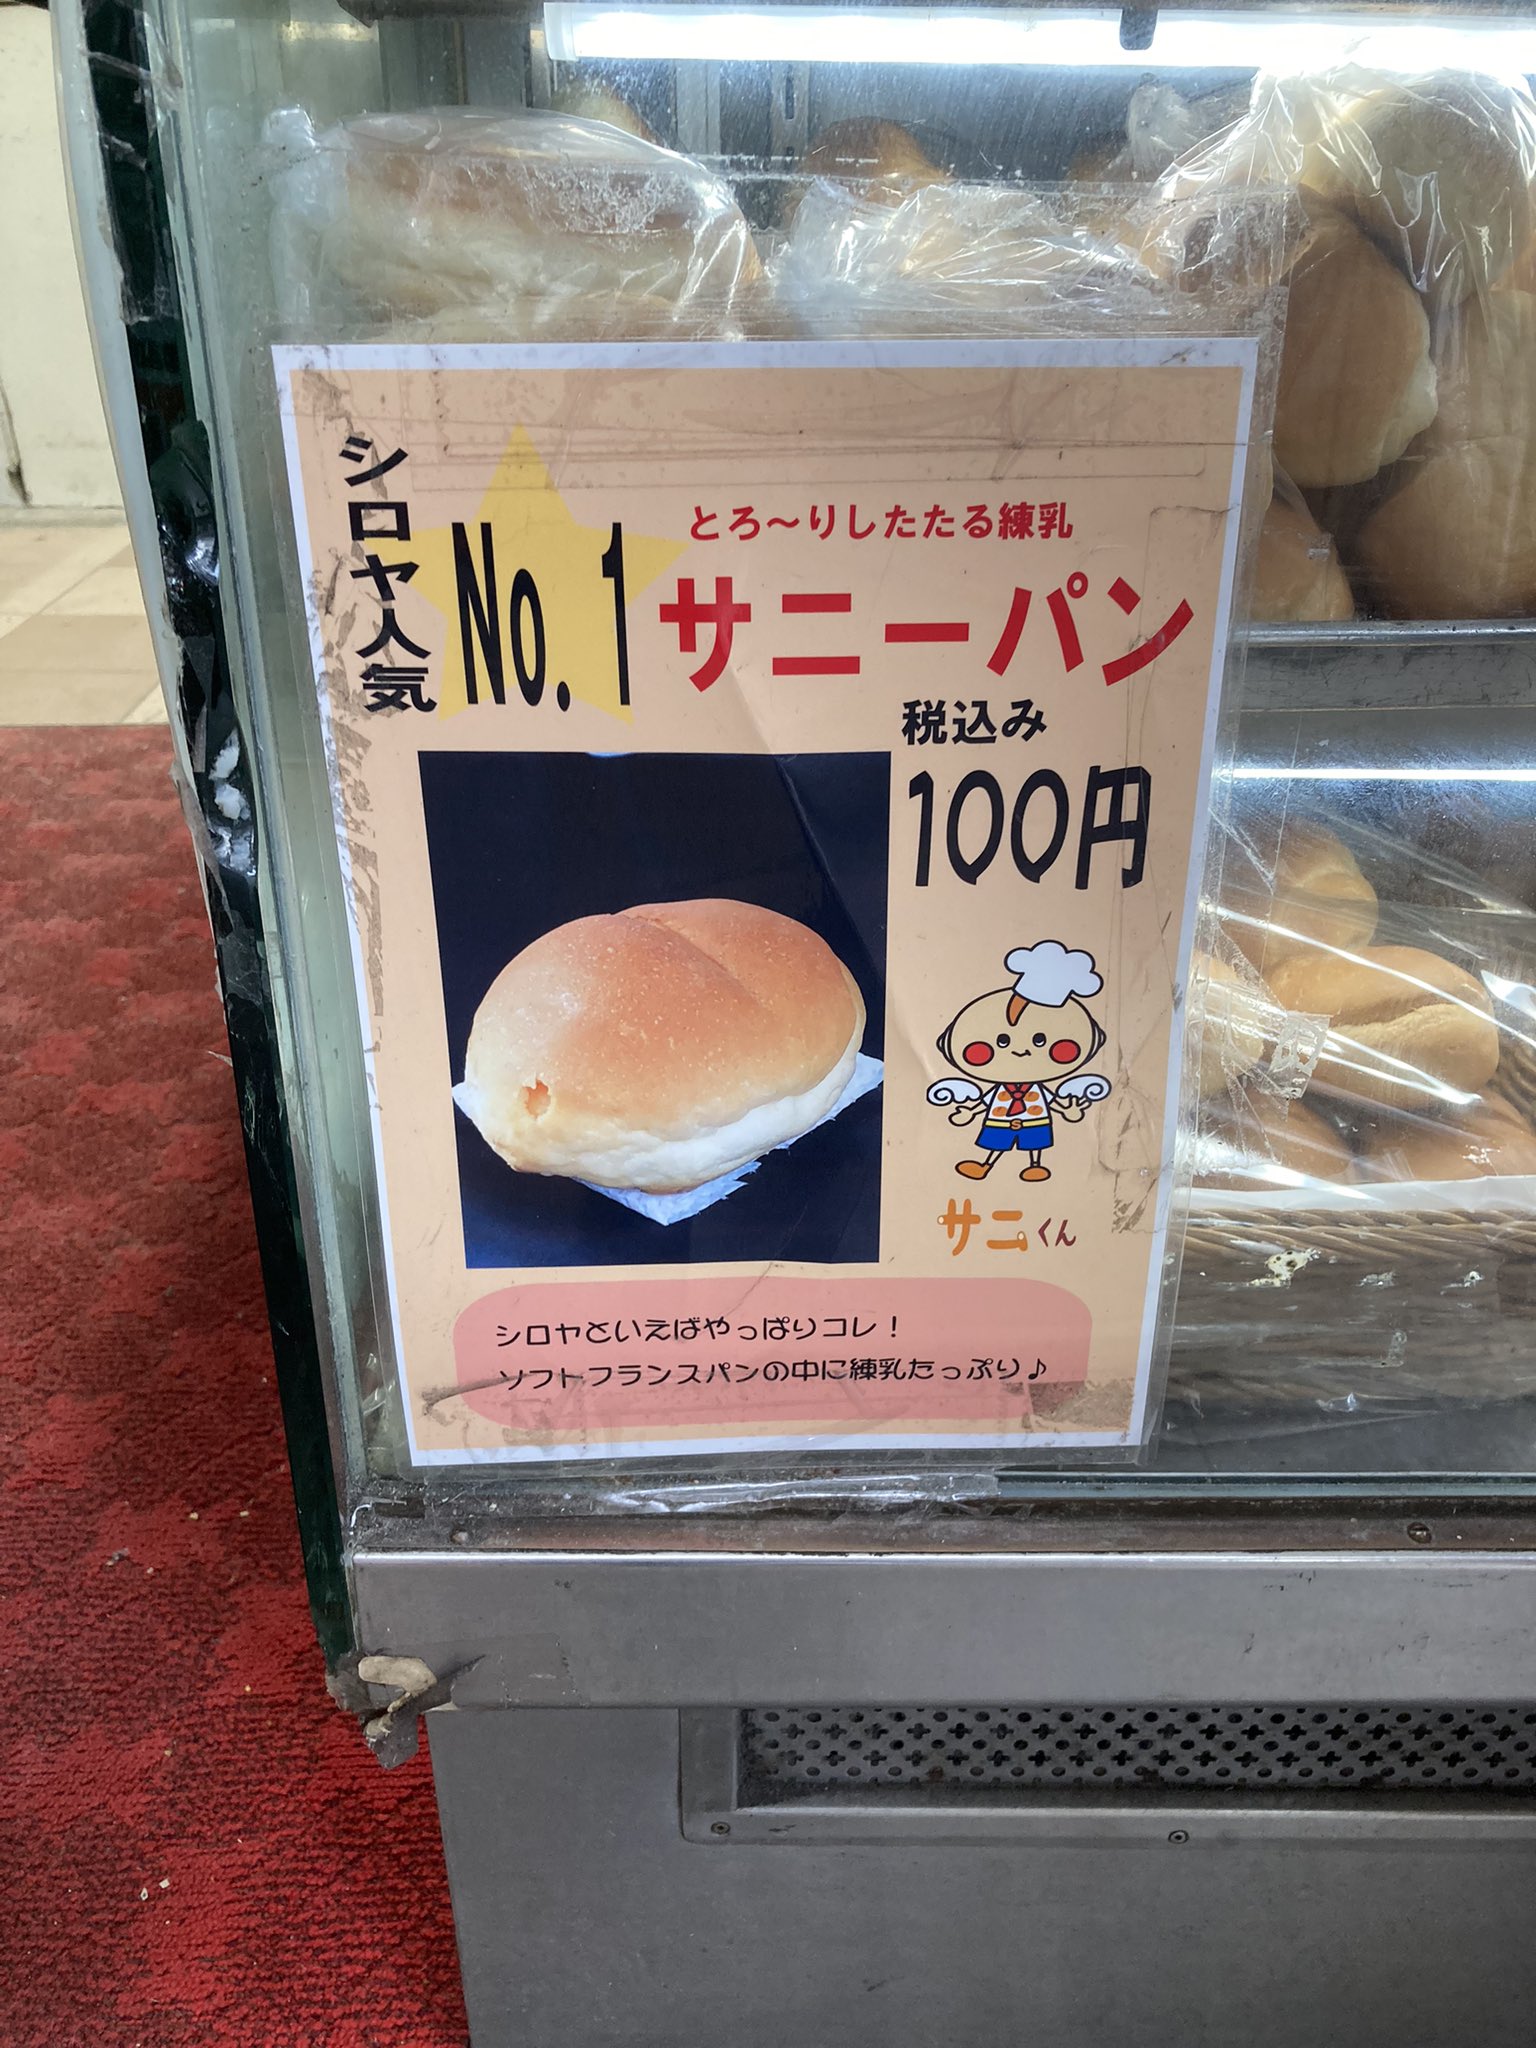 シロヤ人気
No.1
とろ〜りしたたる練乳
サニーパン
税込み
100円
S
サニくん
シロヤといえばやっぱりコレ！
ソフトフランスパンの中に練乳たっぷり♪